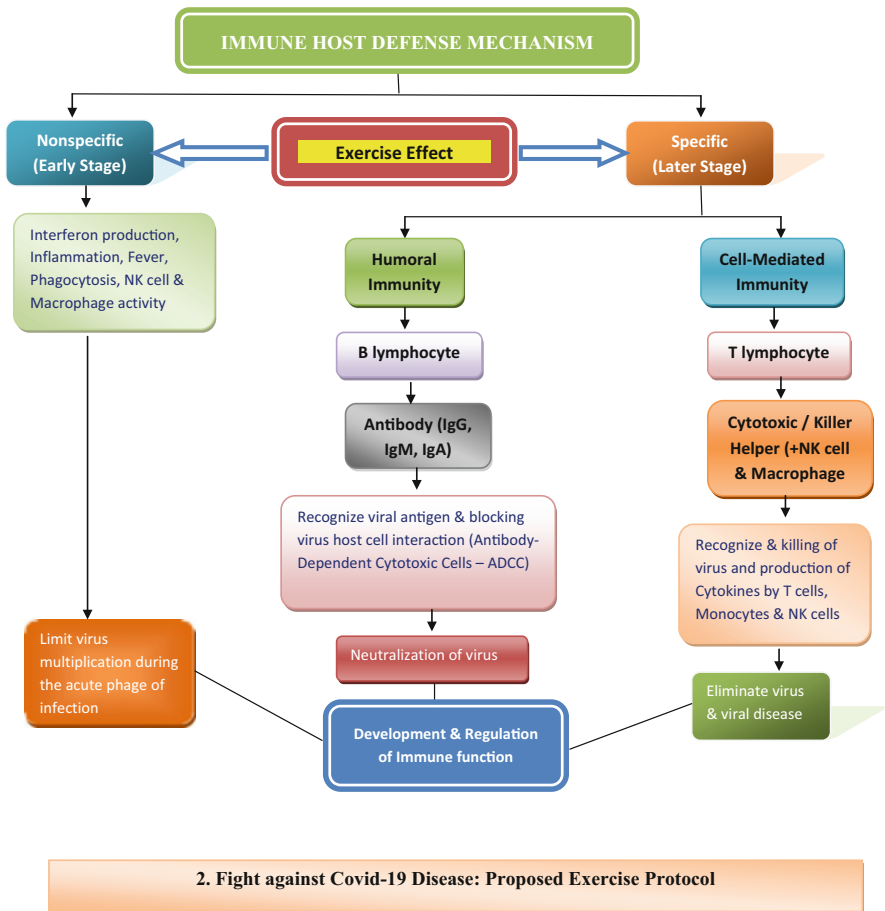 IMMUNE HOST DEFENSE MECHANISM
Nonspecific
(Early Stage)
Exercise Effect
Specific
(Later Stage)
Interferon production,
Inflammation, Fever,
Phagocytosis, NK cell &
Macrophage activity
Humoral
Immunity
Cell-Mediated
Immunity
B lymphocyte
T lymphocyte
Antibody (IgG,
IgM, IgA)
Cytotoxic / Killer
Helper (+NK cell
& Macrophage
Recognize viral antigen & blocking
virus host cell interaction (Antibody-
Dependent Cytotoxic Cells – ADCC)
Recognize & killing of
virus and production of
Cytokines by T cells,
Monocytes & NK cells
Limit virus
multiplication during
the acute phage of
infection
Neutralization of virus
Eliminate virus
& viral disease
Development & Regulation
of Immune function
2. Fight against Covid-19 Disease: Proposed Exercise Protocol